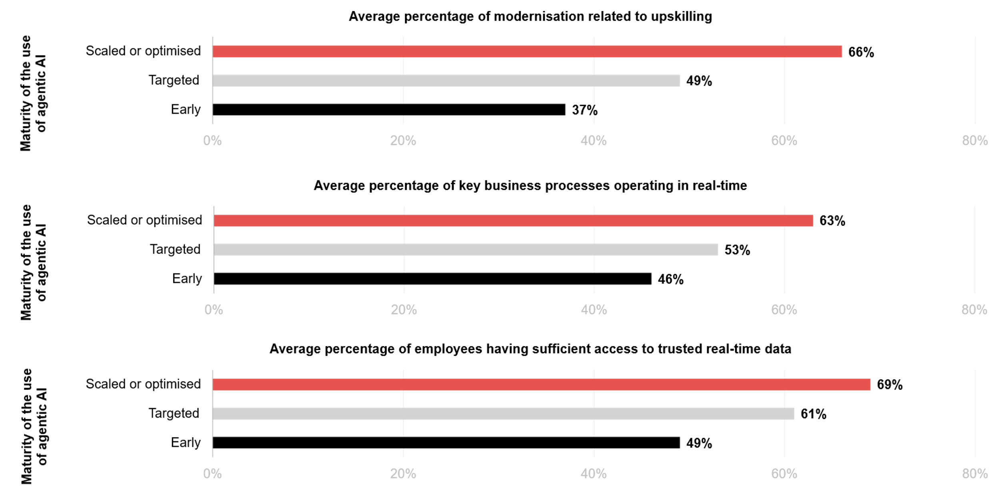 Average percentage of modernisation related to upskilling
Maturity of the use
of agentic AI
Scaled or optimised
66%
Targeted
49%
Early
37%
0%
20%
40%
60%
80%
Average percentage of key business processes operating in real-time
Maturity of the use
of agentic AI
Scaled or optimised
63%
Targeted
53%
Early
46%
0%
20%
40%
60%
80%
Average percentage of employees having sufficient access to trusted real-time data
Maturity of the use
of agentic AI
Scaled or optimised
69%
Targeted
61%
Early
49%
0%
20%
40%
60%
80%